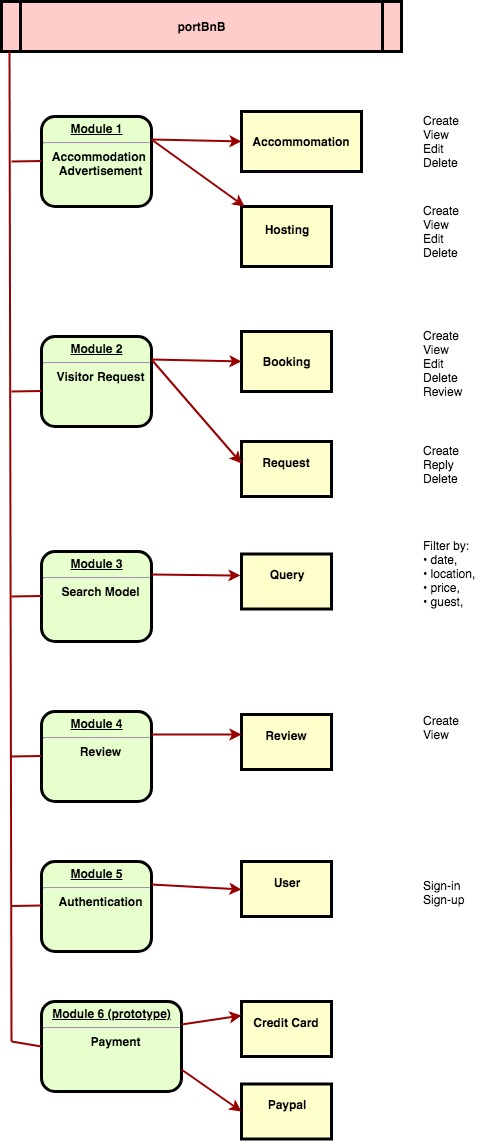 portBnB
Module 1
Accommodation
Advertisement
Accommomation
Create
View
Edit
Delete
Hosting
Create
View
Edit
Delete
Module 2
Visitor Request
Booking
Create
View
Edit
Delete
Review
Request
Create
Reply
Delete
Module 3
Search Model
Query
Filter by:
• date,
• location,
• price,
• guest,
Module 4
Review
Review
Create
View
Module 5
Authentication
User
Sign-in
Sign-up
Module 6 (prototype)
Payment
Credit Card
Paypal